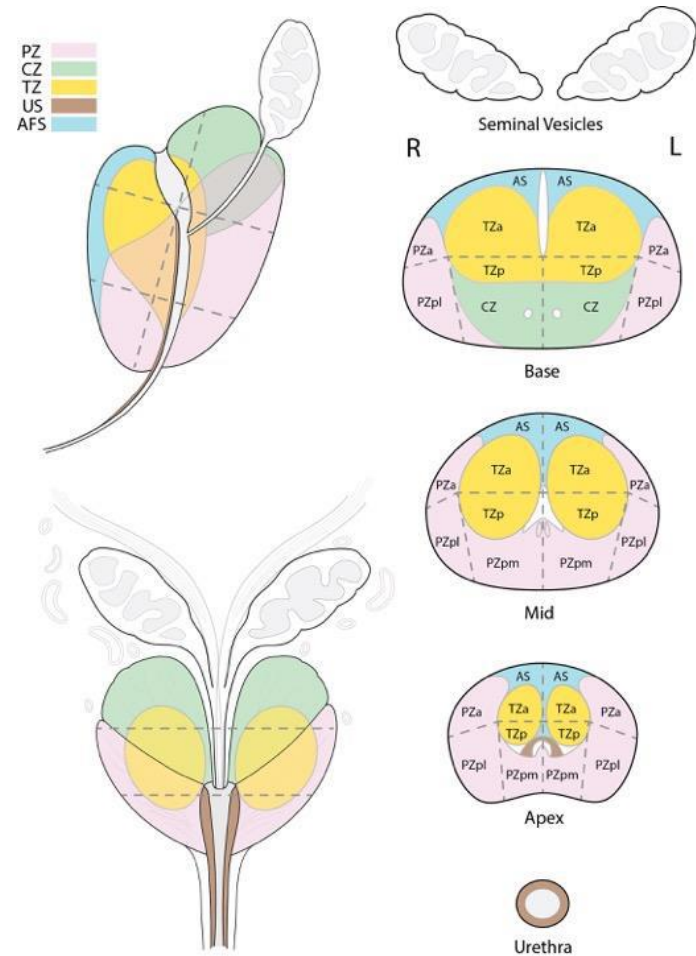 PZ
CZ
TZ
US
AFS
Seminal Vesicles
R L
AS AS
TZa TZa
PZa PZa
TZp TZp
PZpl CZ CZ PZpl
Base
AS AS
TZa TZa
PZa PZa
TZp TZp
PZpl PZpl
PZpm PZpm
Mid
AS AS
TZa TZa
PZa PZa
TZp TZp
PZpl PZpl
PZpm PZpm
Apex
Urethra